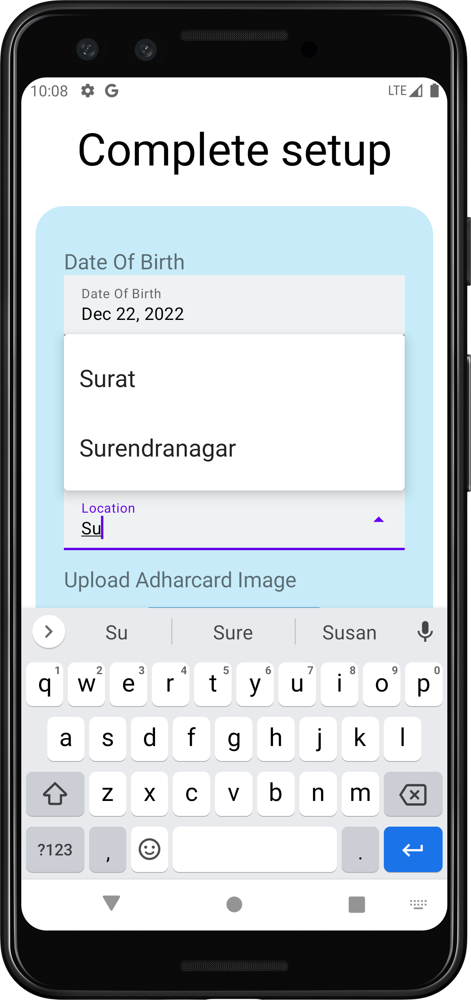 10:08 LTE
Complete setup
Date Of Birth
Date Of Birth
Dec 22, 2022
Surat
Surendranagar
Location
Su
Upload Adharcard Image
Su Sure Susan
q1 w2 e3 r4 t5 y6 u7 i8 o9 p0
a s d f g h j k l
z x c v b n m
?123 , .